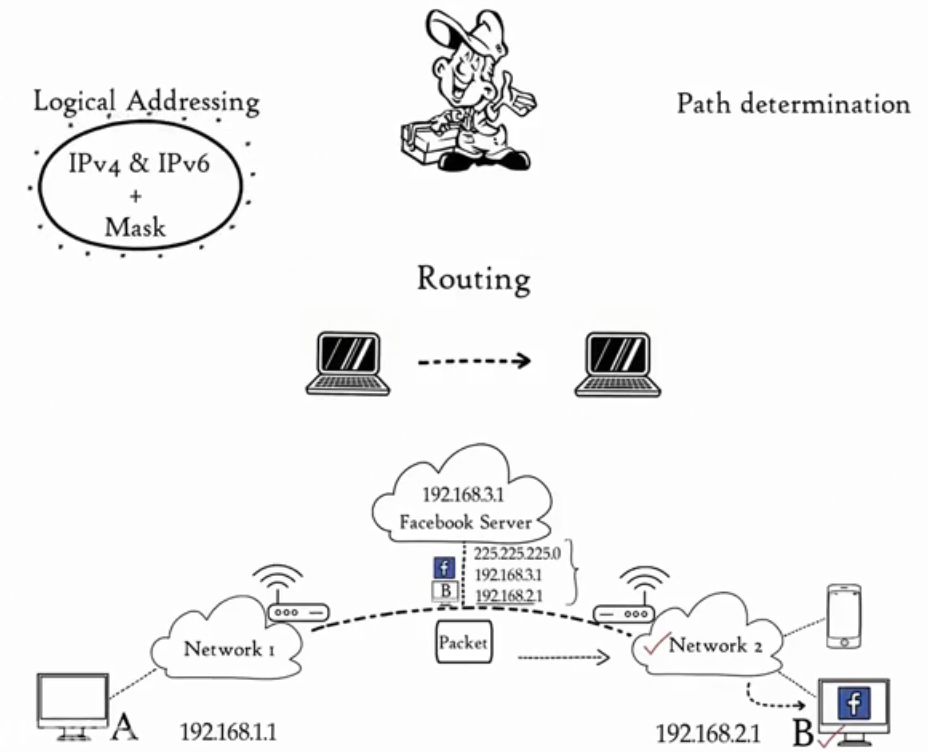 Logical Addressing
IPv4 & IPv6
+
Mask
Path determination
Routing
192.168.3.1
Facebook Server
225.225.225.0
f
192.168.3.1
B
192.168.2.1
Network 1
Packet
Network 2
f
A
192.168.1.1
192.168.2.1
B